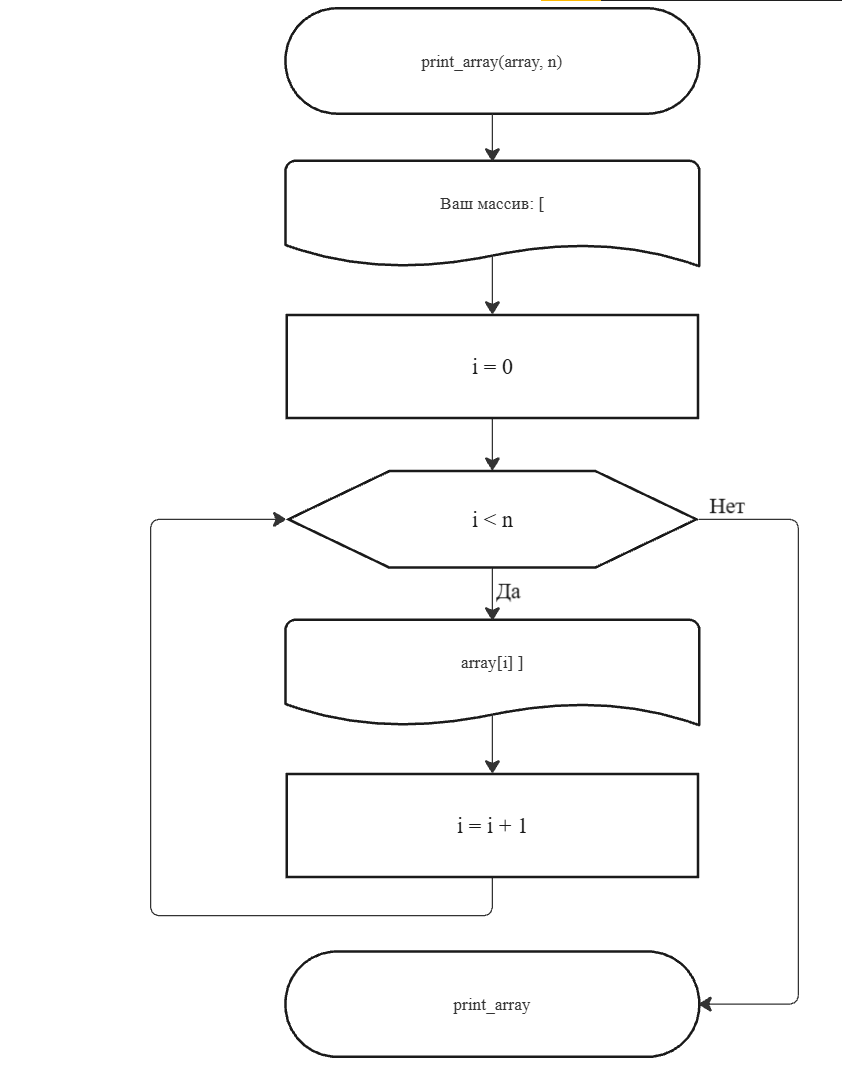 print_array(array, n)
Ваш массив: [
i = 0
i < n
Нет
Да
array[i] ]
i = i + 1
print_array